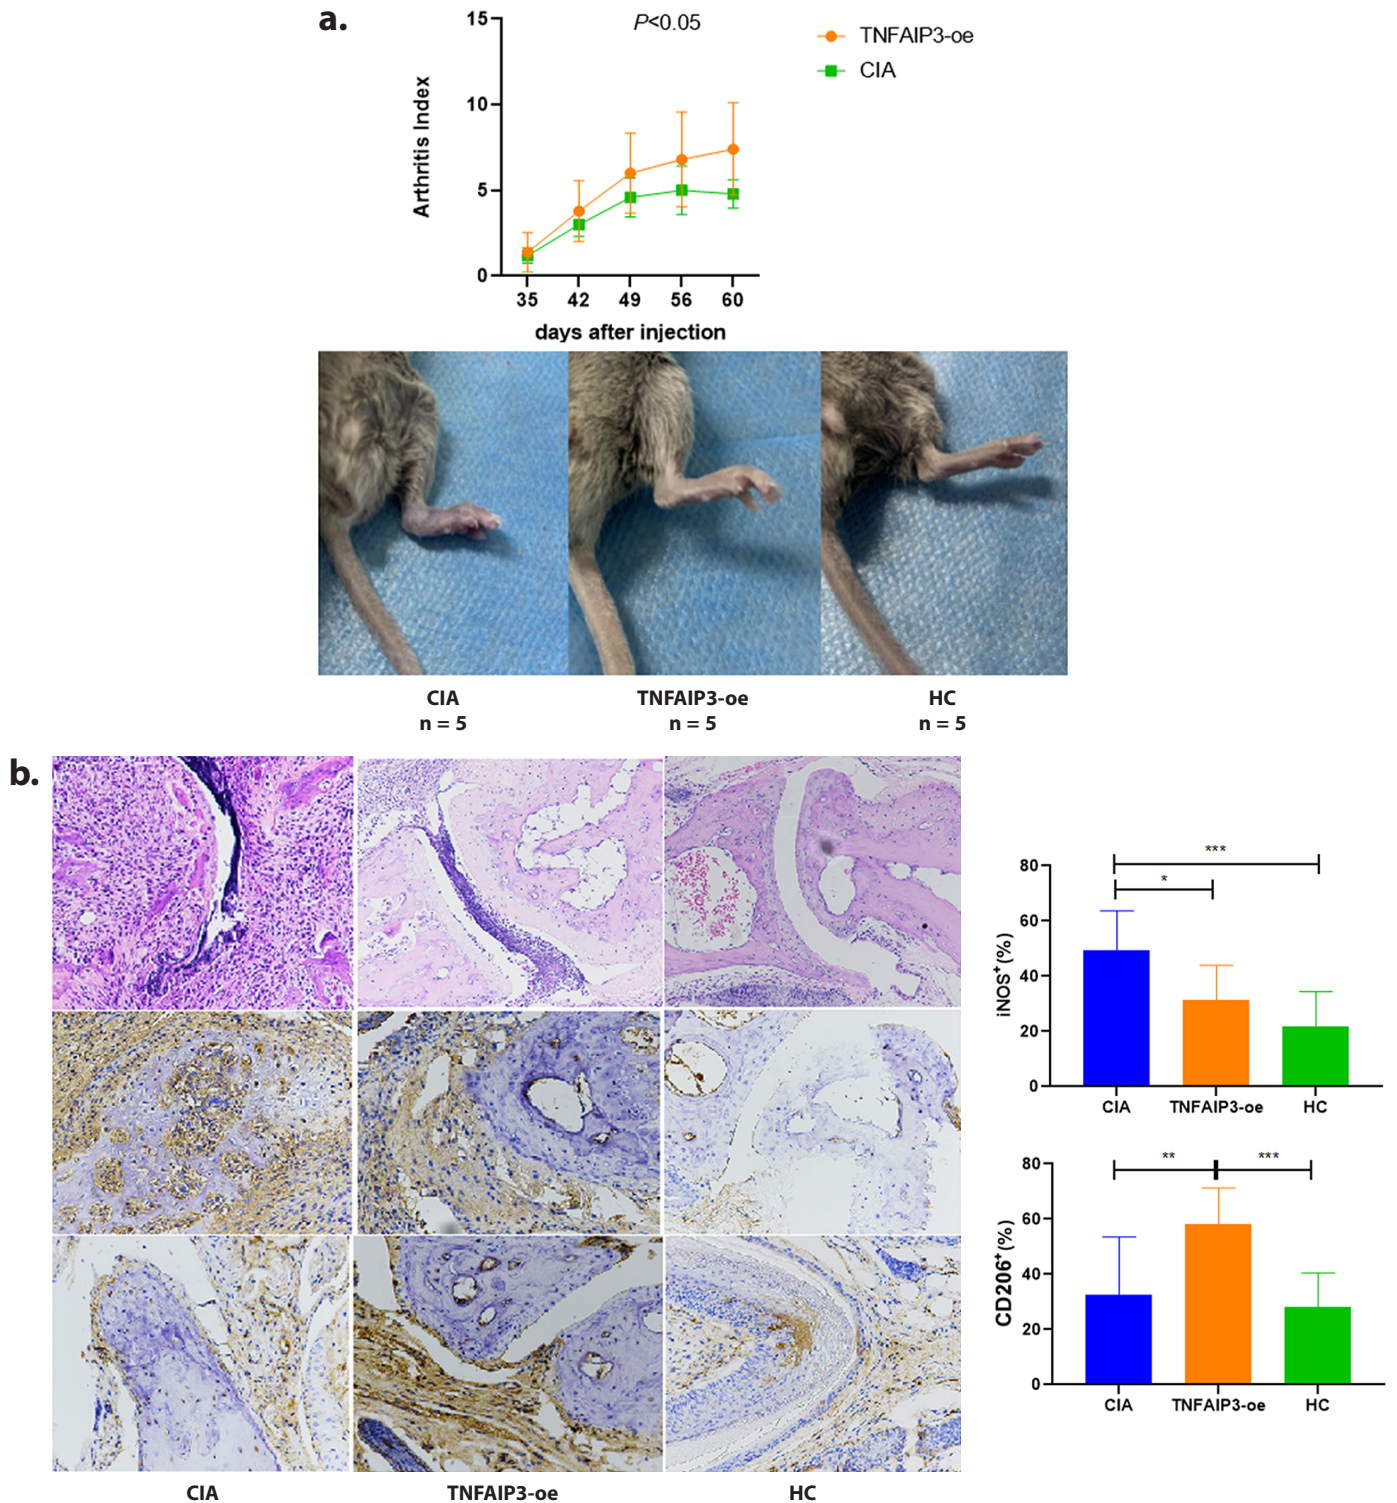 a.
P<0.05
TNFAIP3-oe
CIA
Arthritis Index
15
10
5
0
35 42 49 56 60
days after injection
CIA TNFAIP3-oe HC
n = 5 n = 5 n = 5
b.
iNOS+(%)
80
60
40
20
0
***
*
CIA TNFAIP3-oe HC
CD206+(%)
80
60
40
20
0
** ***
CIA TNFAIP3-oe HC
CIA TNFAIP3-oe HC